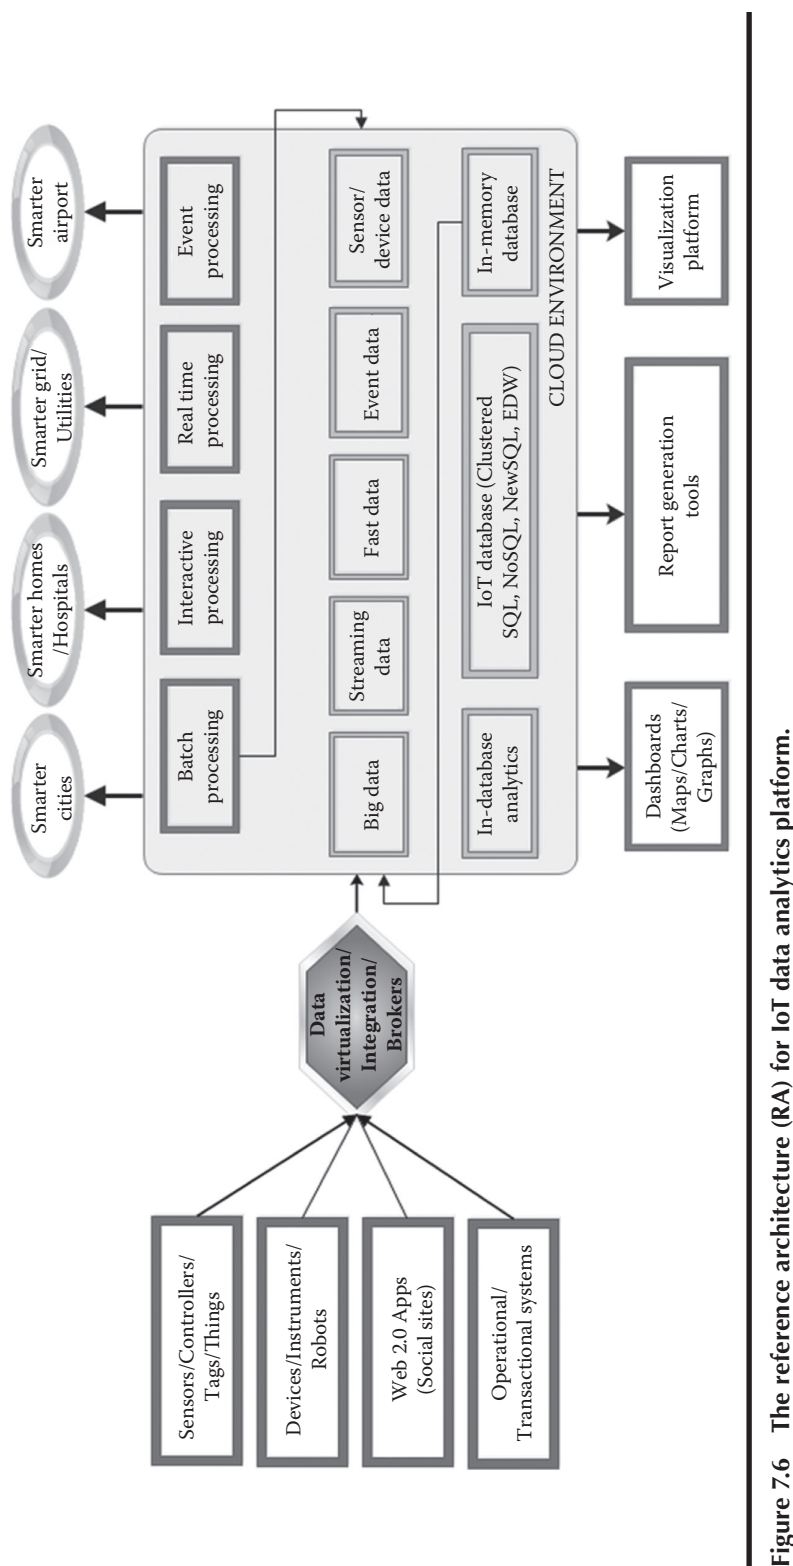 Sensors/Controllers/
Tags/Things
Devices/Instruments/
Robots
Web 2.0 Apps
(Social sites)
Operational/
Transactional systems
Data
virtualization/
Integration/
Brokers
Smarter
cities
Smarter homes
/Hospitals
Smarter grid/
Utilities
Smarter
airport
Batch
processing
Interactive
processing
Real time
processing
Event
processing
Big data
Streaming
data
Fast data
Event data
Sensor/
device data
In-database
analytics
IoT database (Clustered
SQL, NoSQL, NewSQL, EDW)
In-memory
database
CLOUD ENVIRONMENT
Dashboards
(Maps/Charts/
Graphs)
Report generation
tools
Visualization
platform
Figure 7.6 The reference architecture (RA) for IoT data analytics platform.